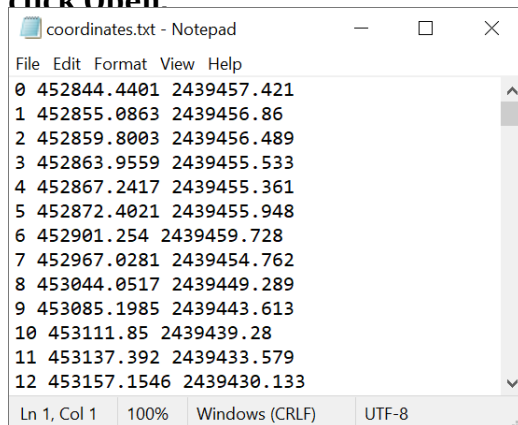 click Open.
coordinates.txt - Notepad
File Edit Format View Help
0 452844.4401 2439457.421
1 452855.0863 2439456.86
2 452859.8003 2439456.489
3 452863.9559 2439455.533
4 452867.2417 2439455.361
5 452872.4021 2439455.948
6 452901.254 2439459.728
7 452967.0281 2439454.762
8 453044.0517 2439449.289
9 453085.1985 2439443.613
10 453111.85 2439439.28
11 453137.392 2439433.579
12 453157.1546 2439430.133
Ln 1, Col 1 100% Windows (CRLF) UTF-8